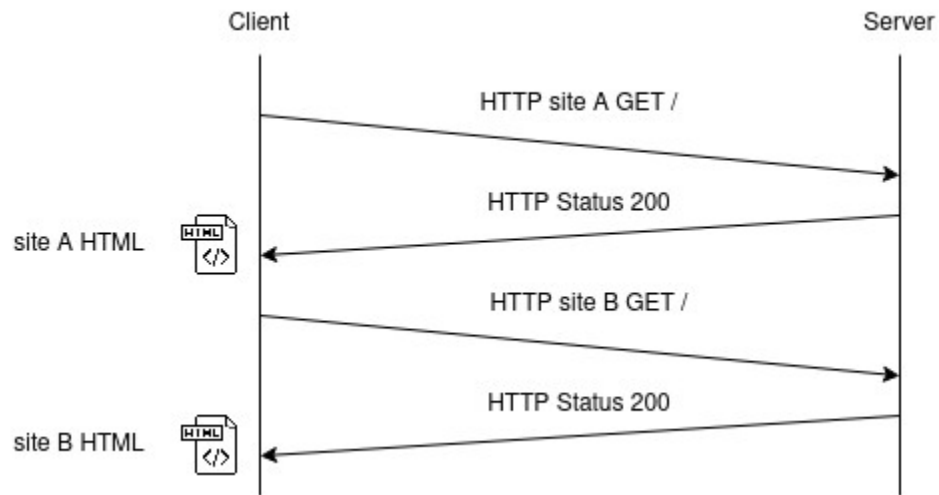 Client
Server
HTTP site A GET /
HTTP Status 200
site A HTML
HTML
</>
HTTP site B GET /
HTTP Status 200
site B HTML
HTML
</>